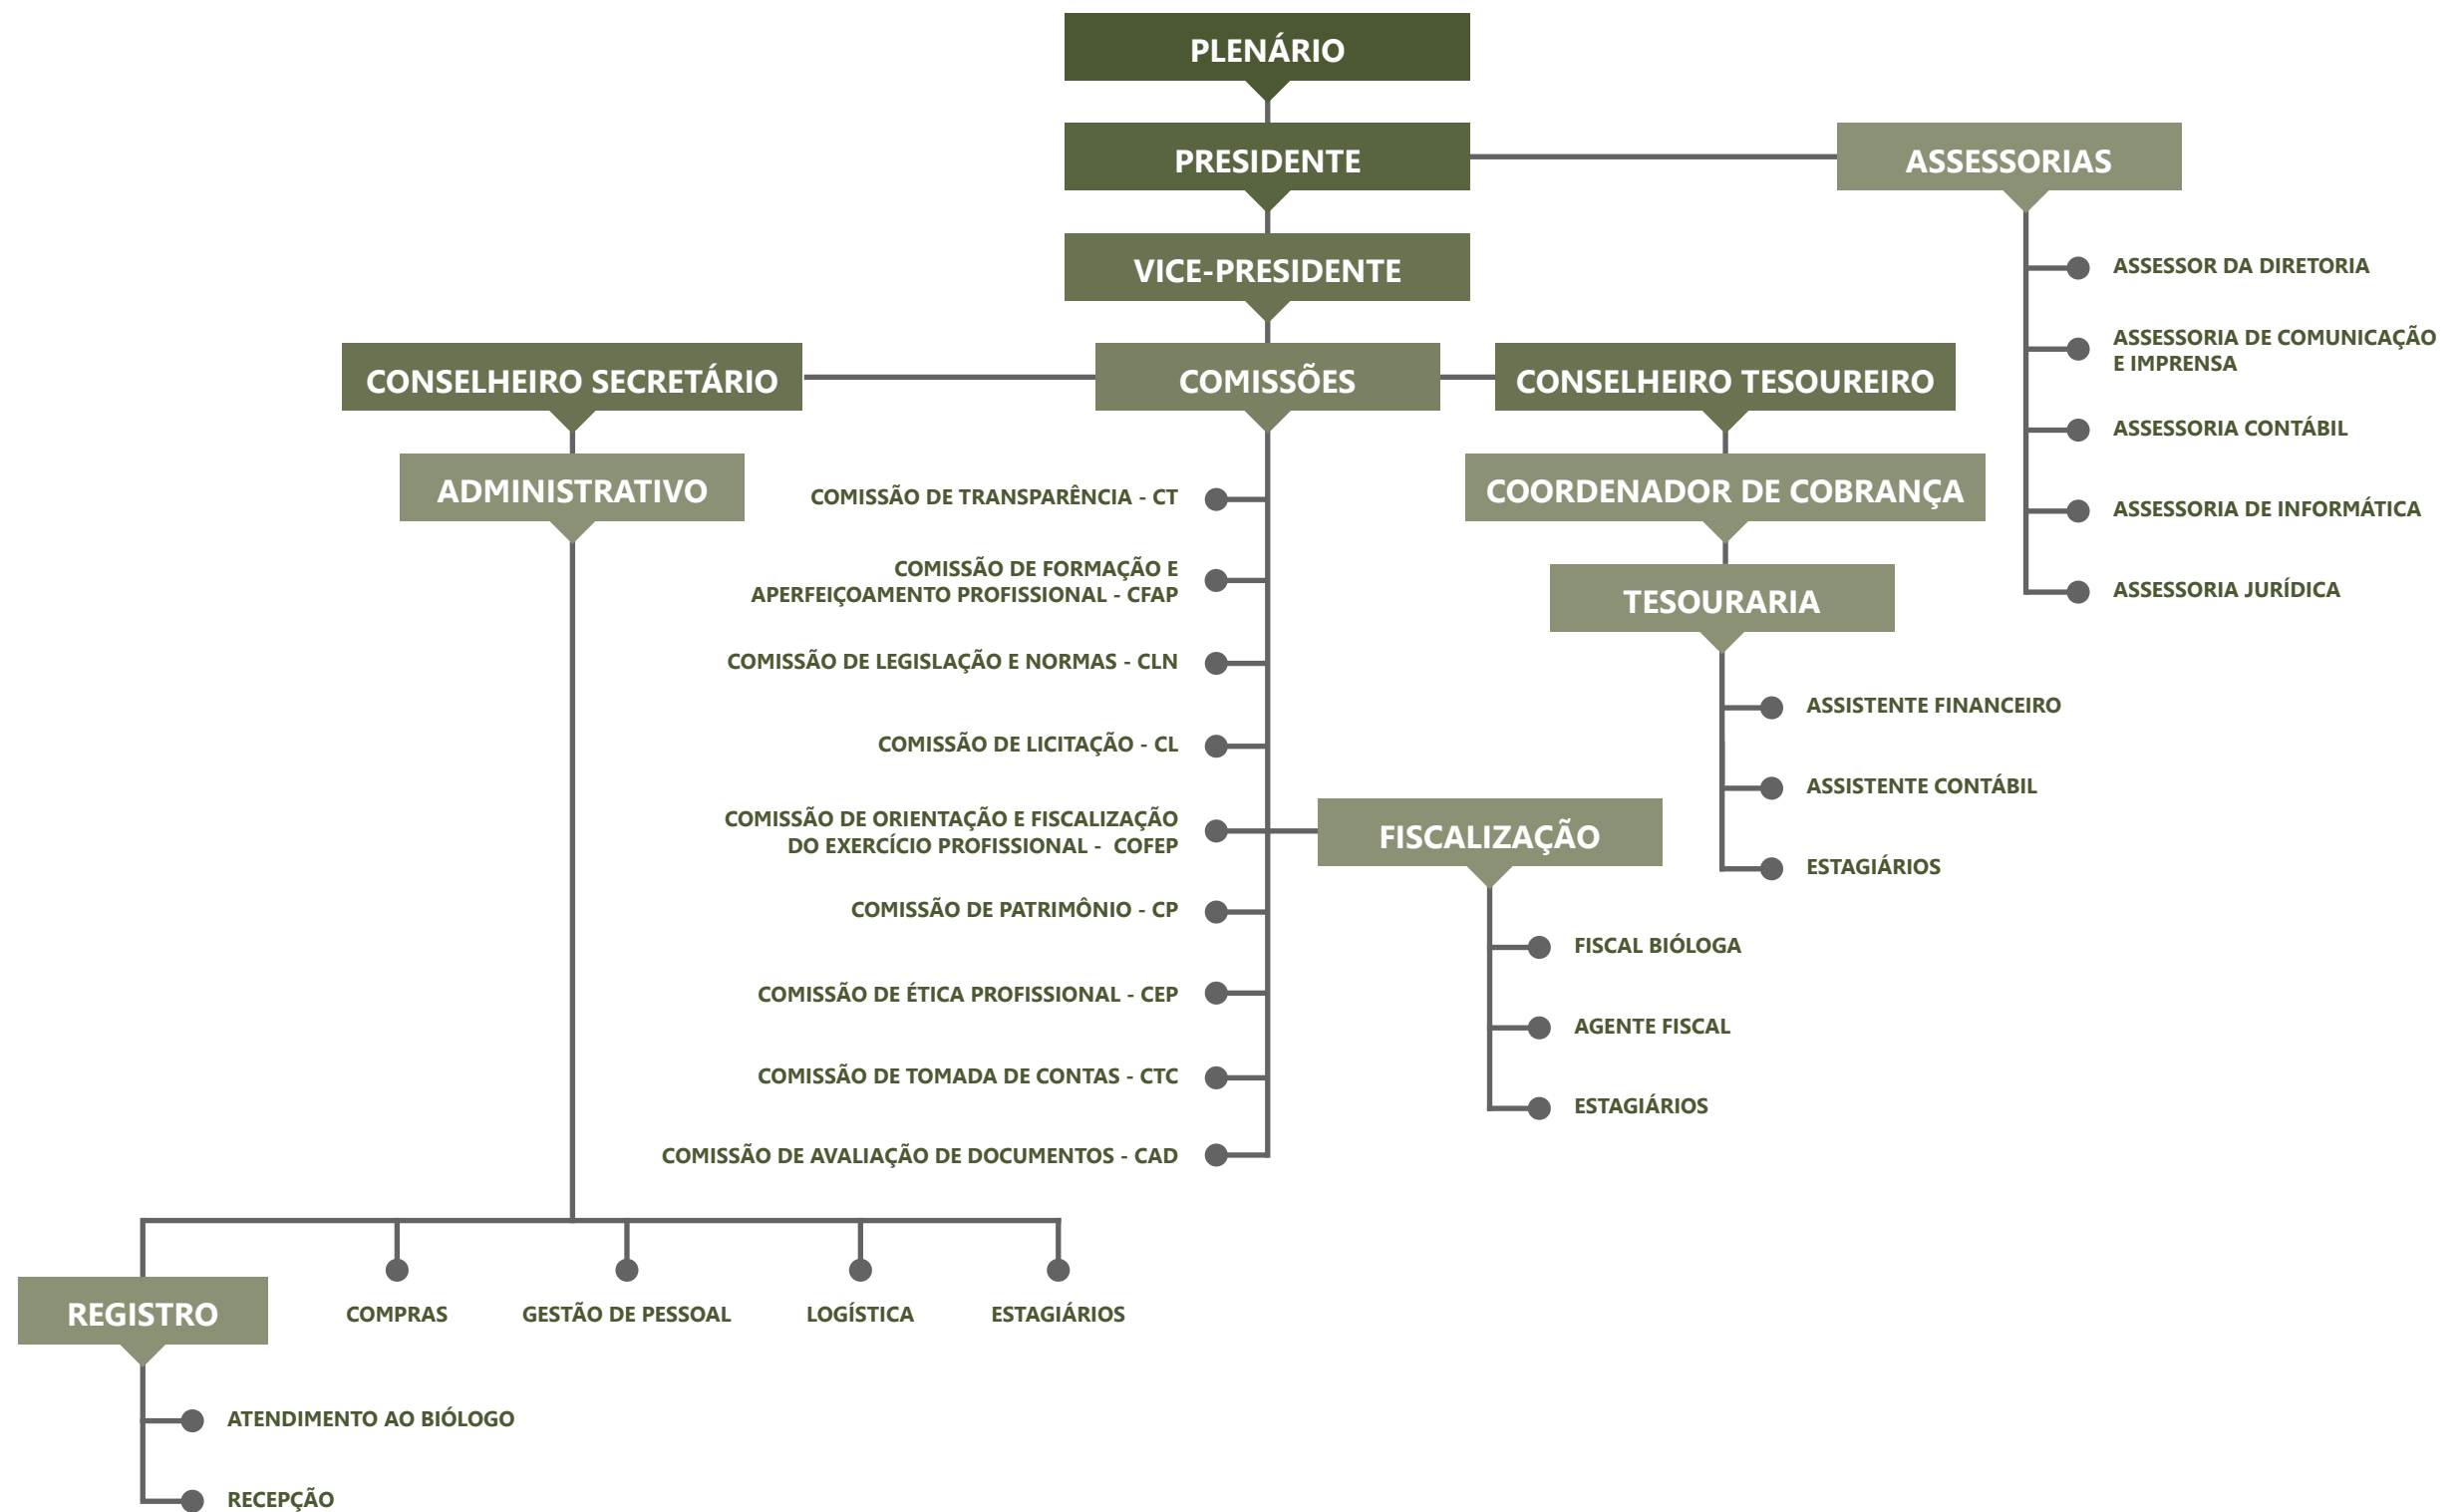 PLENÁRIO
PRESIDENTE
ASSESSORIAS
VICE-PRESIDENTE
ASSESSOR DA DIRETORIA
ASSESSORIA DE COMUNICAÇÃO
E IMPRENSA
ASSESSORIA CONTÁBIL
ASSESSORIA DE INFORMÁTICA
ASSESSORIA JURÍDICA
CONSELHEIRO SECRETÁRIO
COMISSÕES
CONSELHEIRO TESOUREIRO
ADMINISTRATIVO
COORDENADOR DE COBRANÇA
TESOURARIA
ASSISTENTE FINANCEIRO
ASSISTENTE CONTÁBIL
ESTAGIÁRIOS
COMISSÃO DE TRANSPARÊNCIA - CT
COMISSÃO DE FORMAÇÃO E
APERFEIÇOAMENTO PROFISSIONAL - CFAP
COMISSÃO DE LEGISLAÇÃO E NORMAS - CLN
COMISSÃO DE LICITAÇÃO - CL
COMISSÃO DE ORIENTAÇÃO E FISCALIZAÇÃO
DO EXERCÍCIO PROFISSIONAL -  COFEP
COMISSÃO DE PATRIMÔNIO - CP
COMISSÃO DE ÉTICA PROFISSIONAL - CEP
COMISSÃO DE TOMADA DE CONTAS - CTC
COMISSÃO DE AVALIAÇÃO DE DOCUMENTOS - CAD
FISCALIZAÇÃO
FISCAL BIÓLOGA
AGENTE FISCAL
ESTAGIÁRIOS
REGISTRO
COMPRAS
GESTÃO DE PESSOAL
LOGÍSTICA
ESTAGIÁRIOS
ATENDIMENTO AO BIÓLOGO
RECEPÇÃO